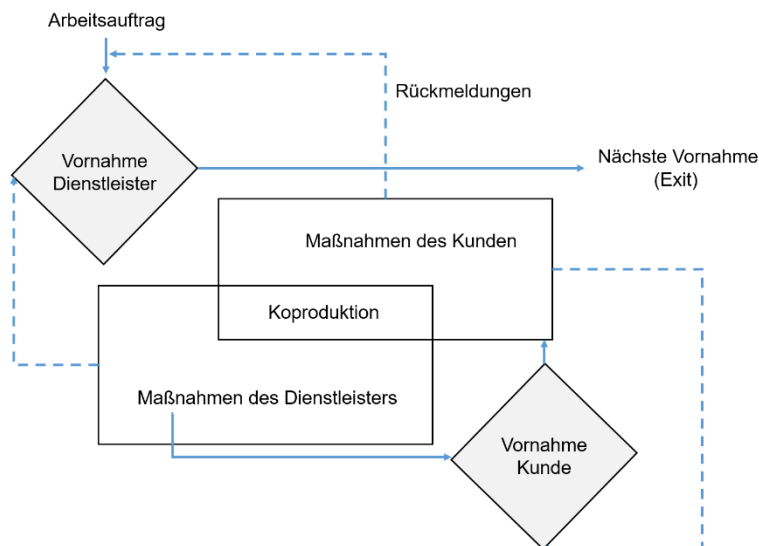 Arbeitsauftrag
Rückmeldungen
Vornahme
Dienstleister
Nächste Vornahme
(Exit)
Maßnahmen des Kunden
Koproduktion
Maßnahmen des Dienstleisters
Vornahme
Kunde